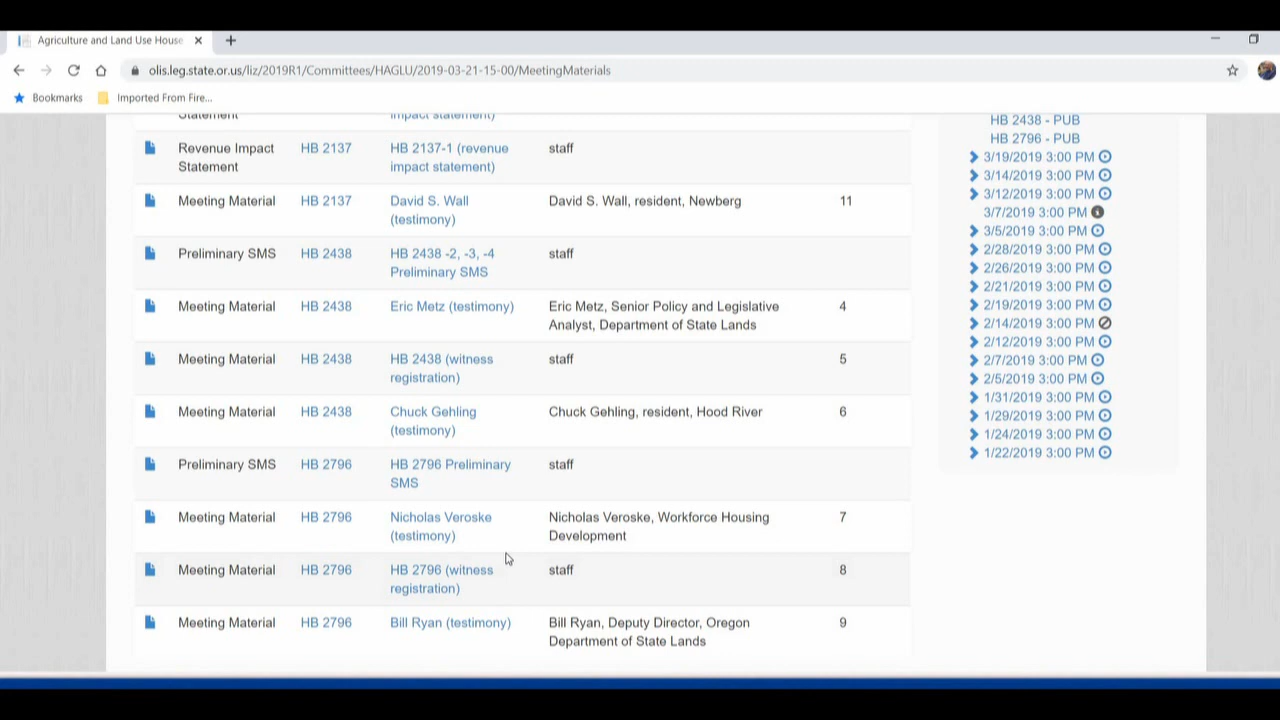 Agriculture and Land Use House
olis.leg.state.or.us/liz/2019R1/Committees/HAGLU/2019-03-21-15-00/MeetingMaterials
Bookmarks Imported From Fire...
Statement impact statement)
Revenue Impact HB 2137 HB 2137-1 (revenue staff
Statement impact statement)
Meeting Material HB 2137 David S. Wall David S. Wall, resident, Newberg 11
(testimony)
Preliminary SMS HB 2438 HB 2438 -2, -3, -4 staff
Preliminary SMS
Meeting Material HB 2438 Eric Metz (testimony) Eric Metz, Senior Policy and Legislative 4
Analyst, Department of State Lands
Meeting Material HB 2438 HB 2438 (witness staff 5
registration)
Meeting Material HB 2438 Chuck Gehling Chuck Gehling, resident, Hood River 6
(testimony)
Preliminary SMS HB 2796 HB 2796 Preliminary staff
SMS
Meeting Material HB 2796 Nicholas Veroske Nicholas Veroske, Workforce Housing 7
(testimony) Development
Meeting Material HB 2796 HB 2796 (witness staff 8
registration)
Meeting Material HB 2796 Bill Ryan (testimony) Bill Ryan, Deputy Director, Oregon 9
Department of State Lands
HB 2438 - PUB
HB 2796 - PUB
3/19/2019 3:00 PM
3/14/2019 3:00 PM
3/12/2019 3:00 PM
3/7/2019 3:00 PM
3/5/2019 3:00 PM
2/28/2019 3:00 PM
2/26/2019 3:00 PM
2/21/2019 3:00 PM
2/19/2019 3:00 PM
2/14/2019 3:00 PM
2/12/2019 3:00 PM
2/7/2019 3:00 PM
2/5/2019 3:00 PM
1/31/2019 3:00 PM
1/29/2019 3:00 PM
1/24/2019 3:00 PM
1/22/2019 3:00 PM